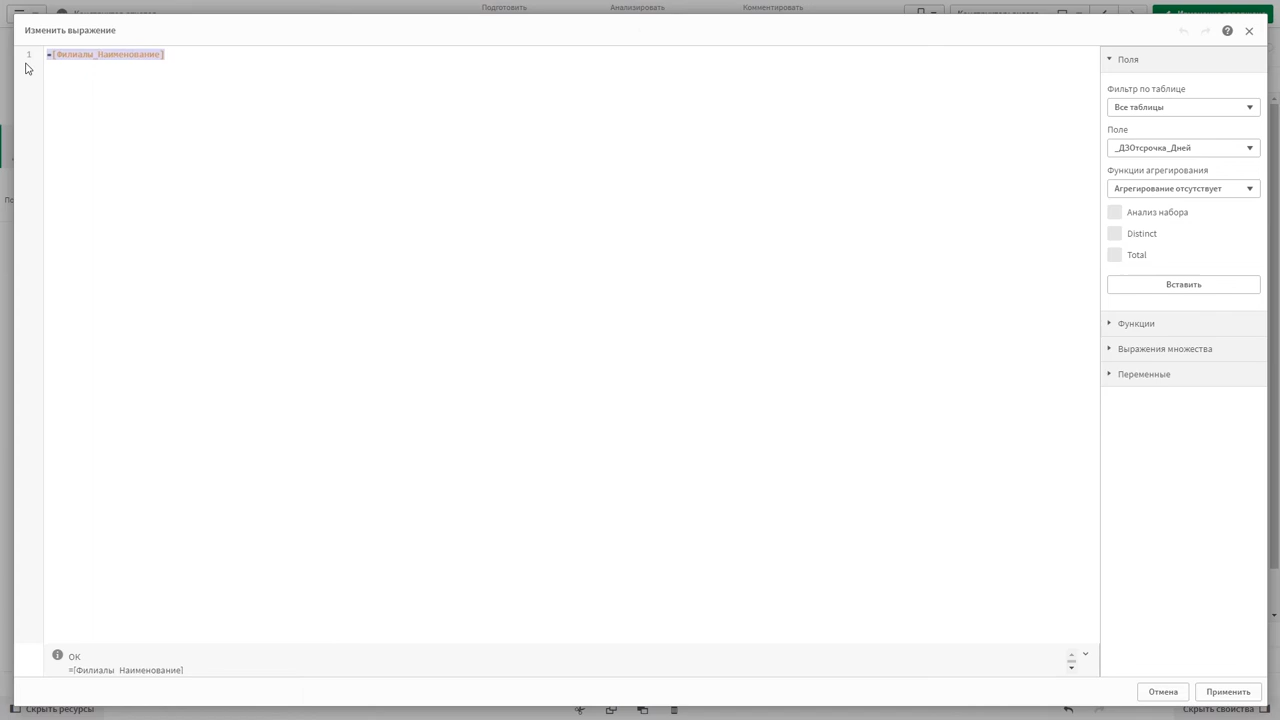 Подготовить
Анализировать
Комментировать
Изменить выражение
1
=[Филиалы_Наименование]
Поля
Фильтр по таблице
Все таблицы
Поле
_ДЗОтсрочка_Дней
Функции агрегирования
Агрегирование отсутствует
Анализ набора
Distinct
Total
Вставить
Функции
Выражения множества
Переменные
OK
=[Филиалы_Наименование]
Отмена
Применить
Скрыть ресурсы
Скрыть свойства